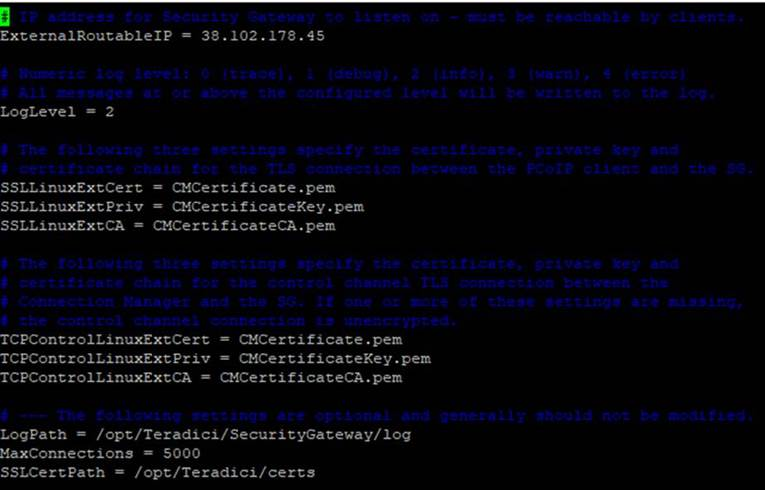 # IP address for Security Gateway to listen on - must be reachable by clients.
ExternalRoutableIP = 38.102.178.45
# Numeric log level: 0 (trace), 1 (debug), 2 (info), 3 (warn), 4 (error)
# All messages at or above the configured level will be written to the log.
LogLevel = 2
# The following three settings specify the certificate, private key and
# certificate chain for the TLS connection between the PCoIP client and the SG.
SSLLinuxExtCert = CMCertificate.pem
SSLLinuxExtPriv = CMCertificateKey.pem
SSLLinuxExtCA = CMCertificateCA.pem
# The following three settings specify the certificate, private key and
# certificate chain for the control channel TLS connection between the
# Connection Manager and the SG. If one or more of these settings are missing,
# the control channel connection is unencrypted.
TCPControlLinuxExtCert = CMCertificate.pem
TCPControlLinuxExtPriv = CMCertificateKey.pem
TCPControlLinuxExtCA = CMCertificateCA.pem
# --- The following settings are optional and generally should not be modified.
LogPath = /opt/Teradici/SecurityGateway/log
MaxConnections = 5000
SSLCertPath = /opt/Teradici/certs